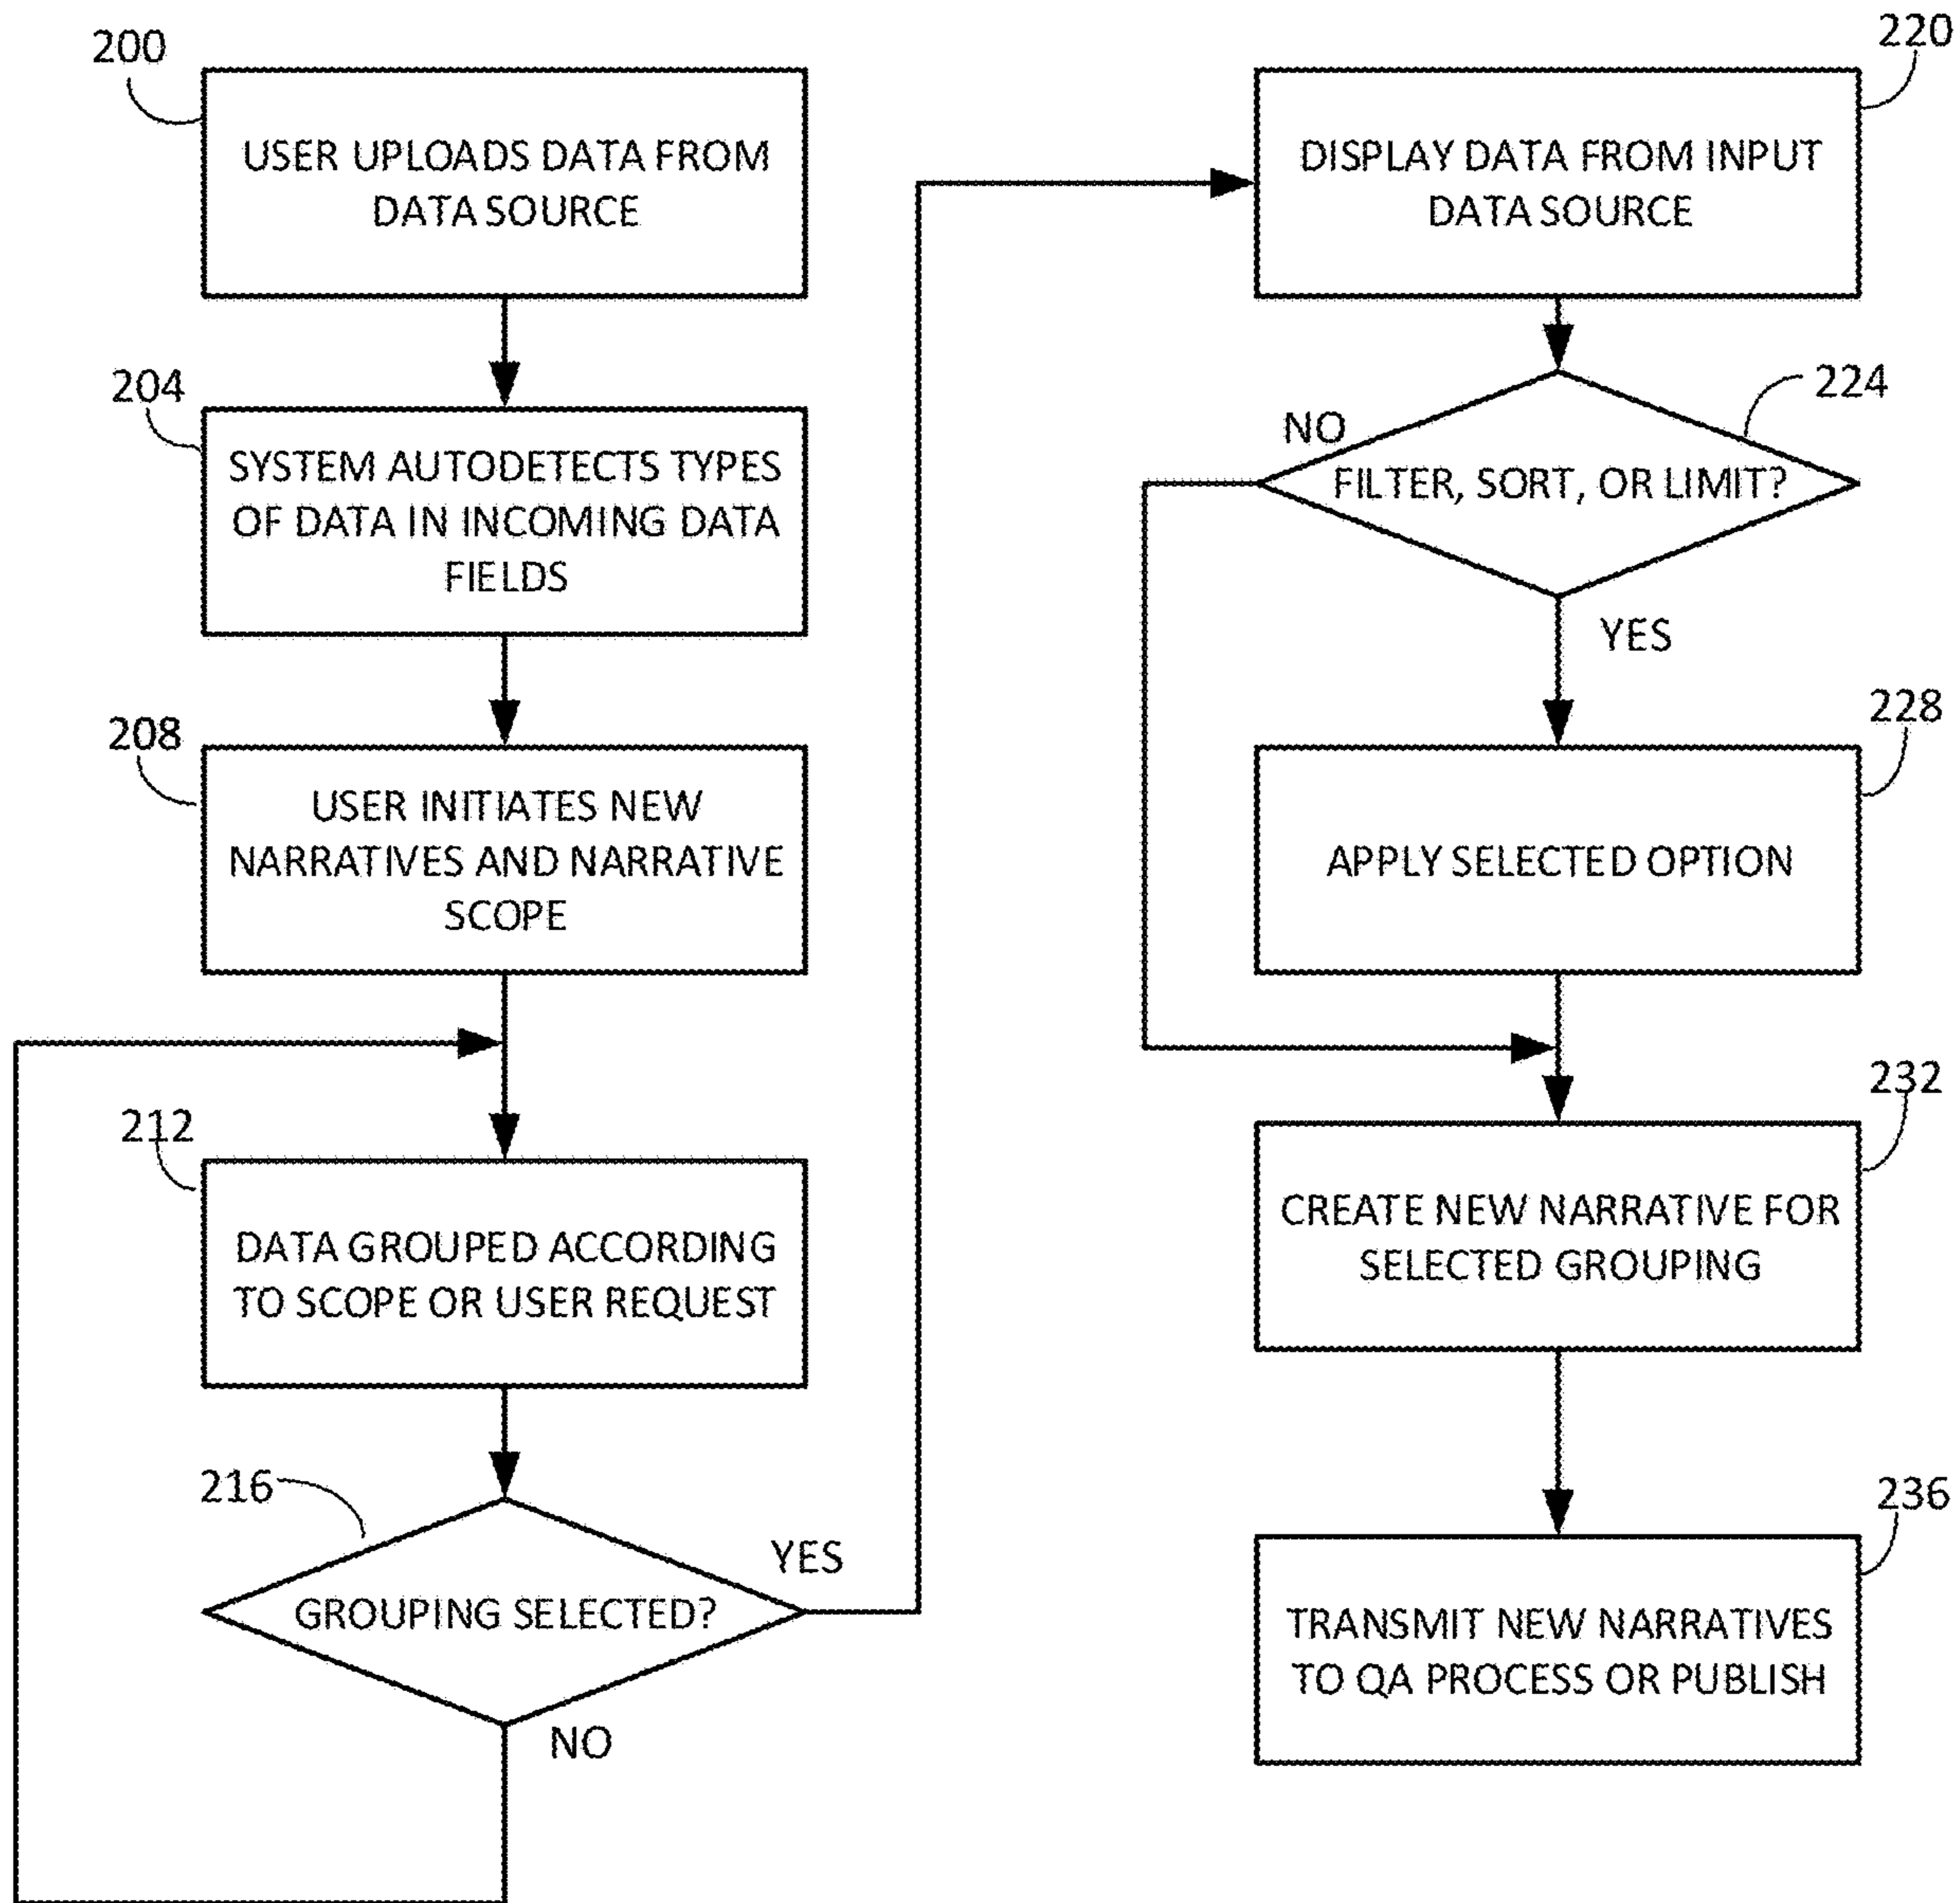 200
USER UPLOADS DATA FROM
DATA SOURCE
204
SYSTEM AUTODETECTS TYPES
OF DATA IN INCOMING DATA
FIELDS
208
USER INITIATES NEW
NARRATIVES AND NARRATIVE
SCOPE
212
DATA GROUPED ACCORDING
TO SCOPE OR USER REQUEST
216
GROUPING SELECTED?
YES
NO
220
DISPLAY DATA FROM INPUT
DATA SOURCE
224
NO
FILTER, SORT, OR LIMIT?
YES
228
APPLY SELECTED OPTION
232
CREATE NEW NARRATIVE FOR
SELECTED GROUPING
236
TRANSMIT NEW NARRATIVES
TO QA PROCESS OR PUBLISH